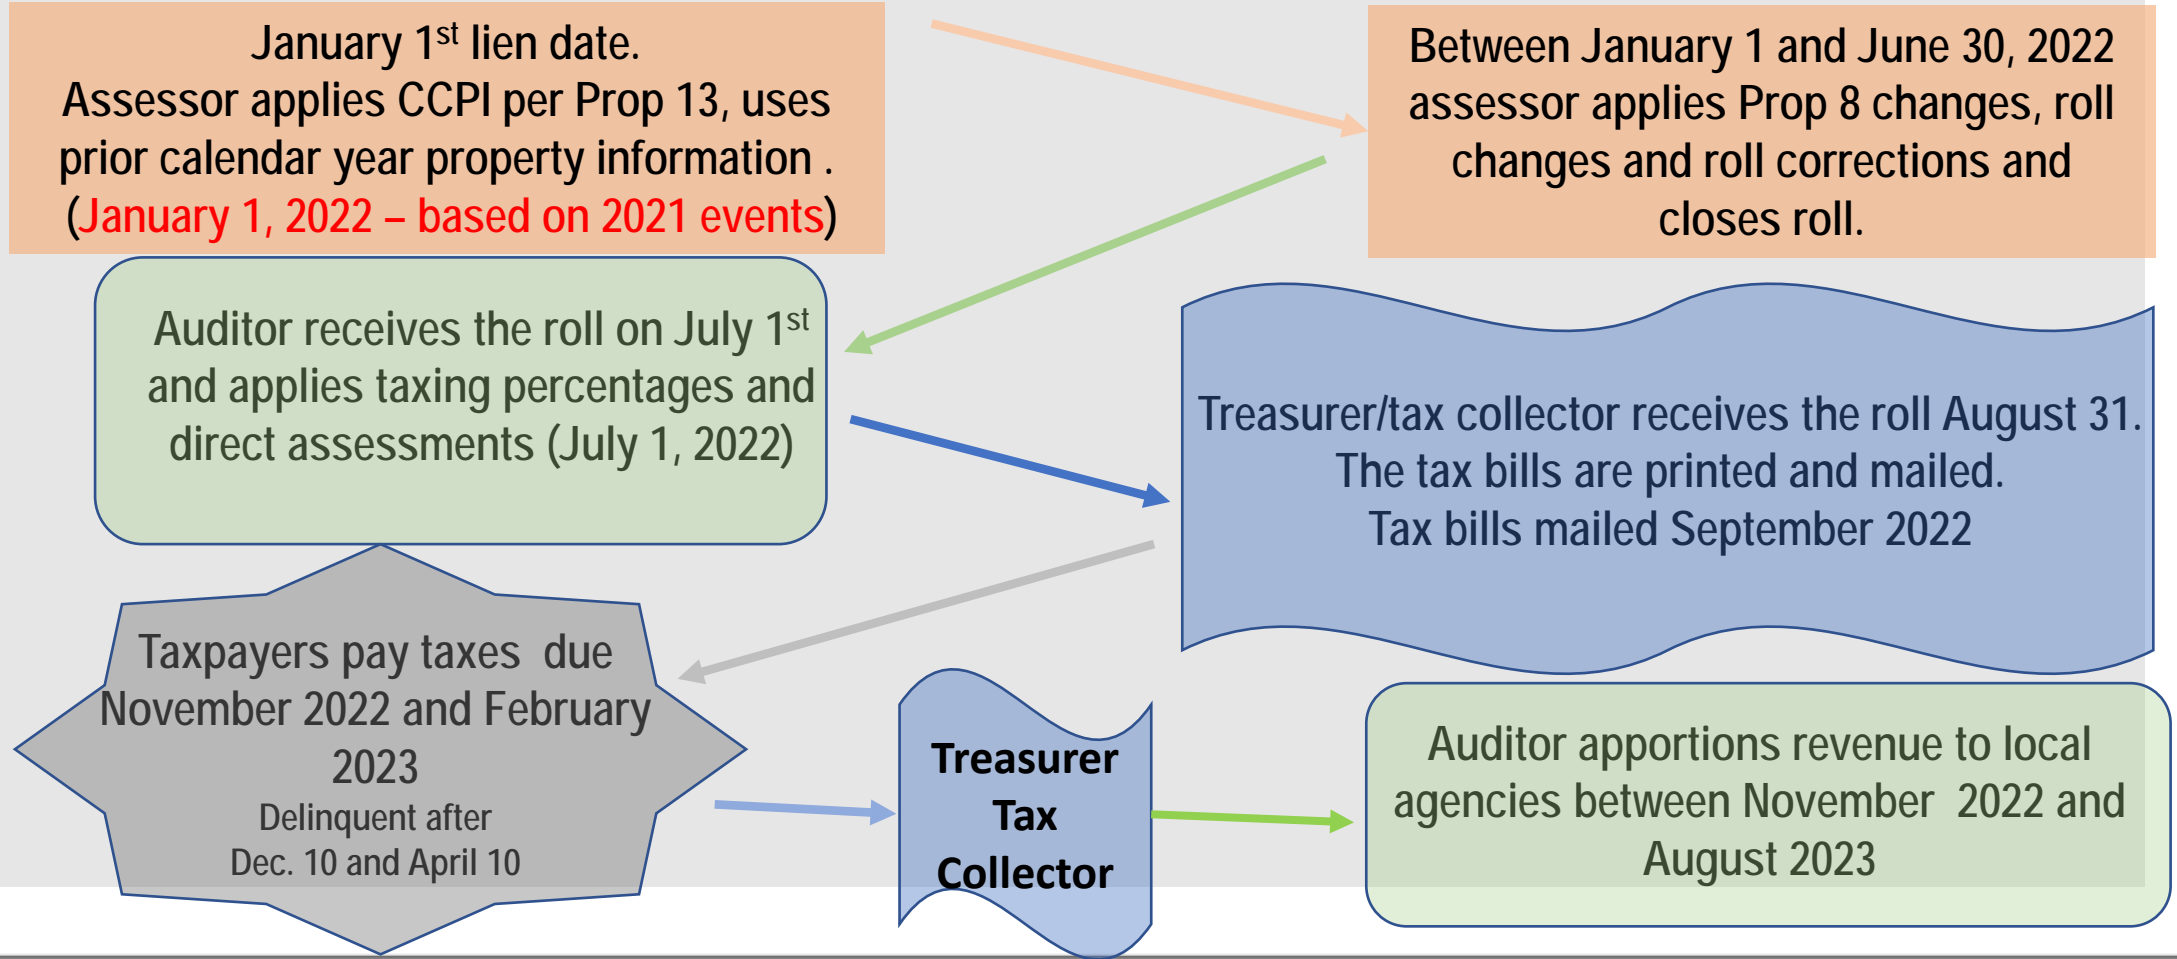 January 1st lien date.
Assessor applies CCPI per Prop 13, uses
prior calendar year property information .
(January 1, 2022 – based on 2021 events)
Between January 1 and June 30, 2022
assessor applies Prop 8 changes, roll
changes and roll corrections and
closes roll.
Auditor receives the roll on July 1st
and applies taxing percentages and
direct assessments (July 1, 2022)
Treasurer/tax collector receives the roll August 31.
The tax bills are printed and mailed.
Tax bills mailed September 2022
Taxpayers pay taxes  due
November 2022 and February
2023
Delinquent after
Dec. 10 and April 10
Treasurer
Tax
Collector
Auditor apportions revenue to local
agencies between November  2022 and
August 2023